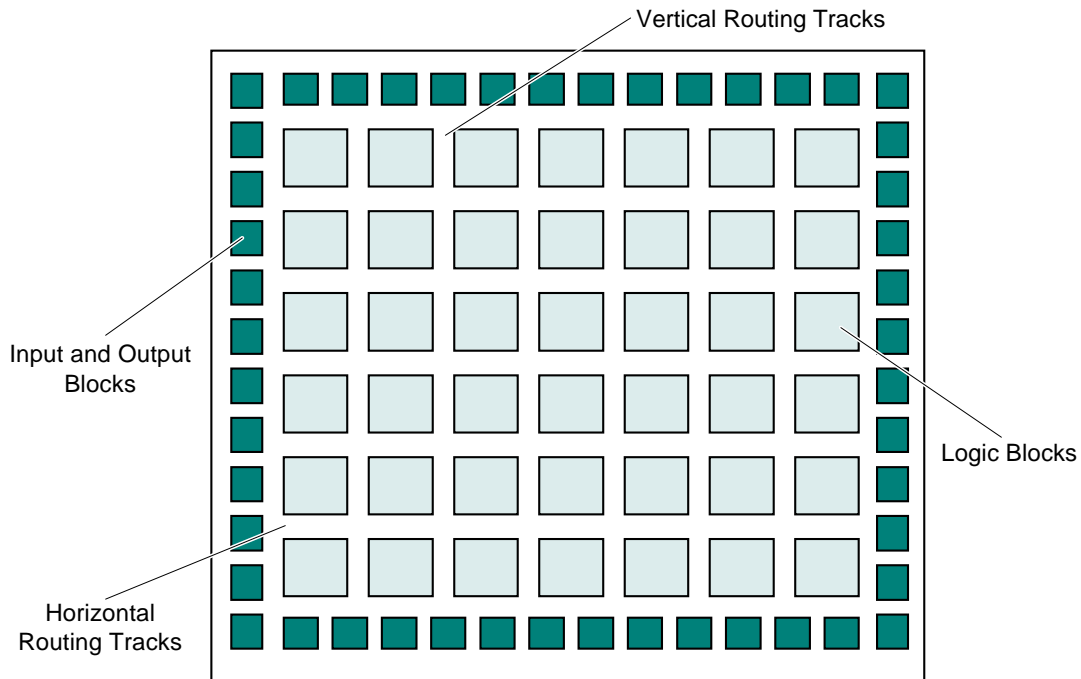 Vertical Routing Tracks
Input and Output
Blocks
Logic Blocks
Horizontal
Routing Tracks